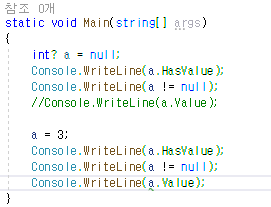 참조 0개
static void Main(string[] args)
{
int? a = null;
Console.WriteLine(a.HasValue);
Console.WriteLine(a != null);
//Console.WriteLine(a.Value);
a = 3;
Console.WriteLine(a.HasValue);
Console.WriteLine(a != null);
Console.WriteLine(a.Value);
}